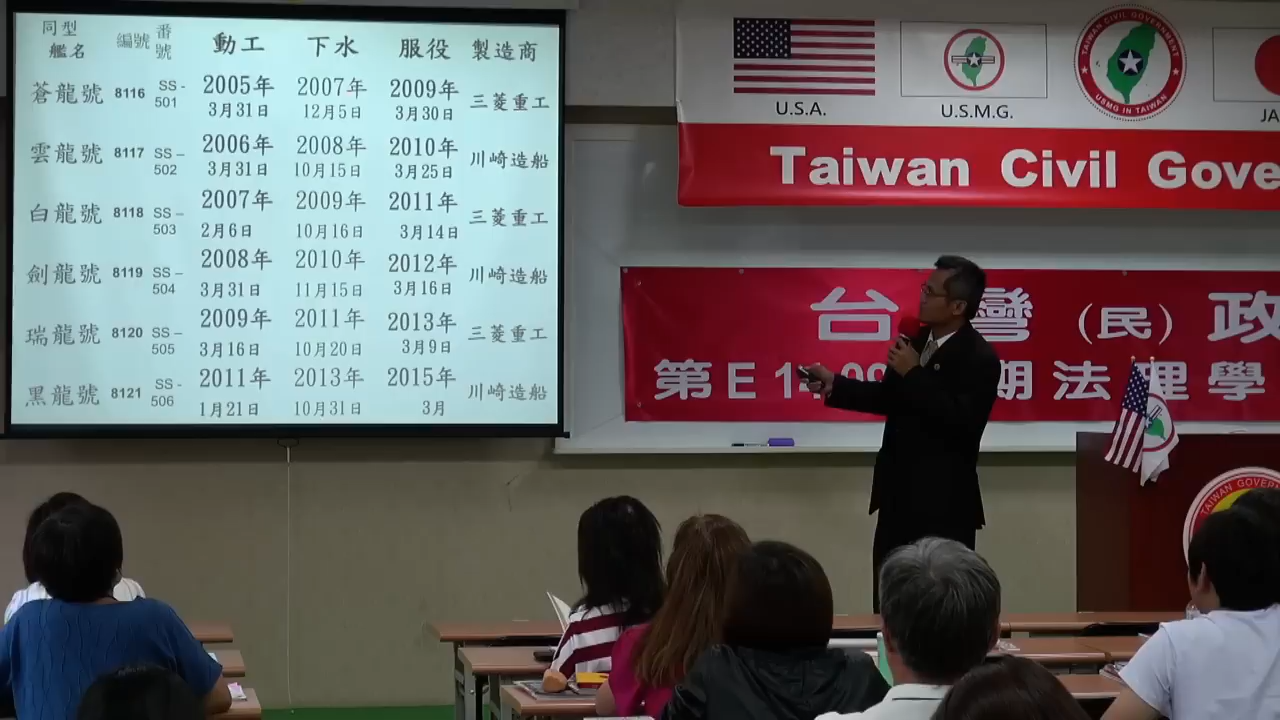 同型艦名 編號 番號 動工 下水 服役 製造商
蒼龍號 8116 SS-501 2005年3月31日 2007年12月5日 2009年3月30日 三菱重工
雲龍號 8117 SS–502 2006年3月31日 2008年10月15日 2010年3月25日 川崎造船
白龍號 8118 SS–503 2007年2月6日 2009年10月16日 2011年3月14日 三菱重工
劍龍號 8119 SS–504 2008年3月31日 2010年11月15日 2012年3月16日 川崎造船
瑞龍號 8120 SS–505 2009年3月16日 2011年10月20日 2013年3月9日 三菱重工
黑龍號 8121 SS-506 2011年1月21日 2013年10月31日 2015年3月 川崎造船
U.S.A. U.S.M.G. JA
TAIWAN CIVIL GOVERNMENT
USMG IN TAIWAN
Taiwan Civil Gove
台灣(民)政
第E1 期法理學
TAIWAN GOVERN